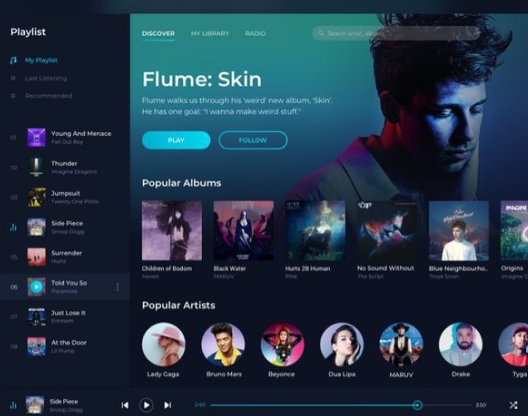 Playlist
My Playlist
Last Listening
Recommended
01
Young And Menace
Fall Out Boy
02
Thunder
Imagine Dragons
03
Jumpsuit
Twenty One Pilots
Side Piece
Snoop Dogg
05
Surrender
Hurts
06
Told You So
Paramore
07
Just Lose It
Eminem
08
At the Door
Lil Pump
DISCOVER
MY LIBRARY
RADIO
Search artist, albums
Flume: Skin
Flume walks us through his 'weird' new album, 'Skin'.
He has one goal: "I wanna make weird stuff."
PLAY
FOLLOW
Popular Albums
Children of Bodom
Hexed
Black Water
MARUV
Hurts 2B Human
P!nk
No Sound Without
The Script
Blue Neighbourho..
Troye Sivan
Origins
Imagine D
Popular Artists
Lady Gaga
Bruno Mars
Beyonce
Dua Lipa
MARUV
Drake
Tyga
Side Piece
Snoop Dogg
2:40
3:50